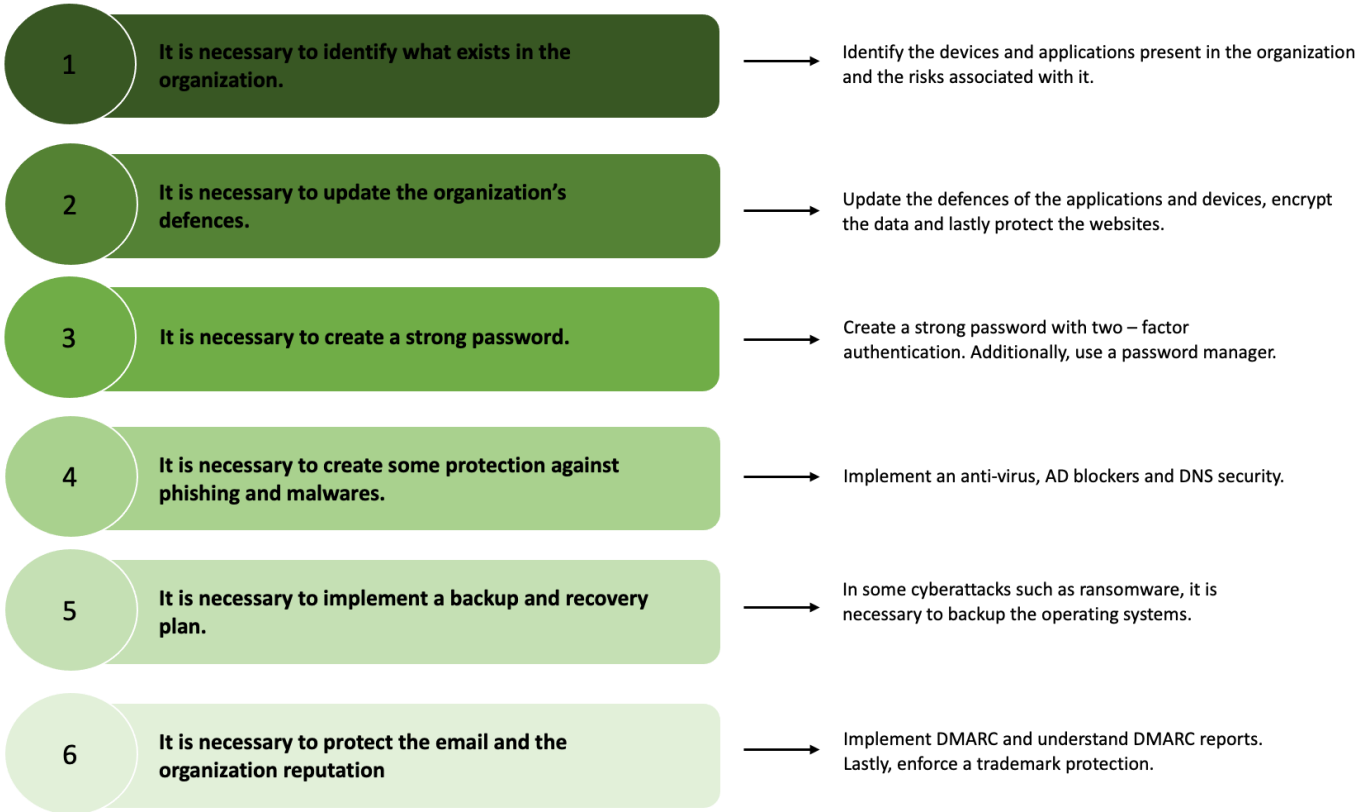 1
It is necessary to identify what exists in the
organization.
Identify the devices and applications present in the organization
and the risks associated with it.
2
It is necessary to update the organization’s
defences.
Update the defences of the applications and devices, encrypt
the data and lastly protect the websites.
3
It is necessary to create a strong password.
Create a strong password with two – factor
authentication. Additionally, use a password manager.
4
It is necessary to create some protection against
phishing and malwares.
Implement an anti-virus, AD blockers and DNS security.
5
It is necessary to implement a backup and recovery
plan.
In some cyberattacks such as ransomware, it is
necessary to backup the operating systems.
6
It is necessary to protect the email and the
organization reputation
Implement DMARC and understand DMARC reports.
Lastly, enforce a trademark protection.